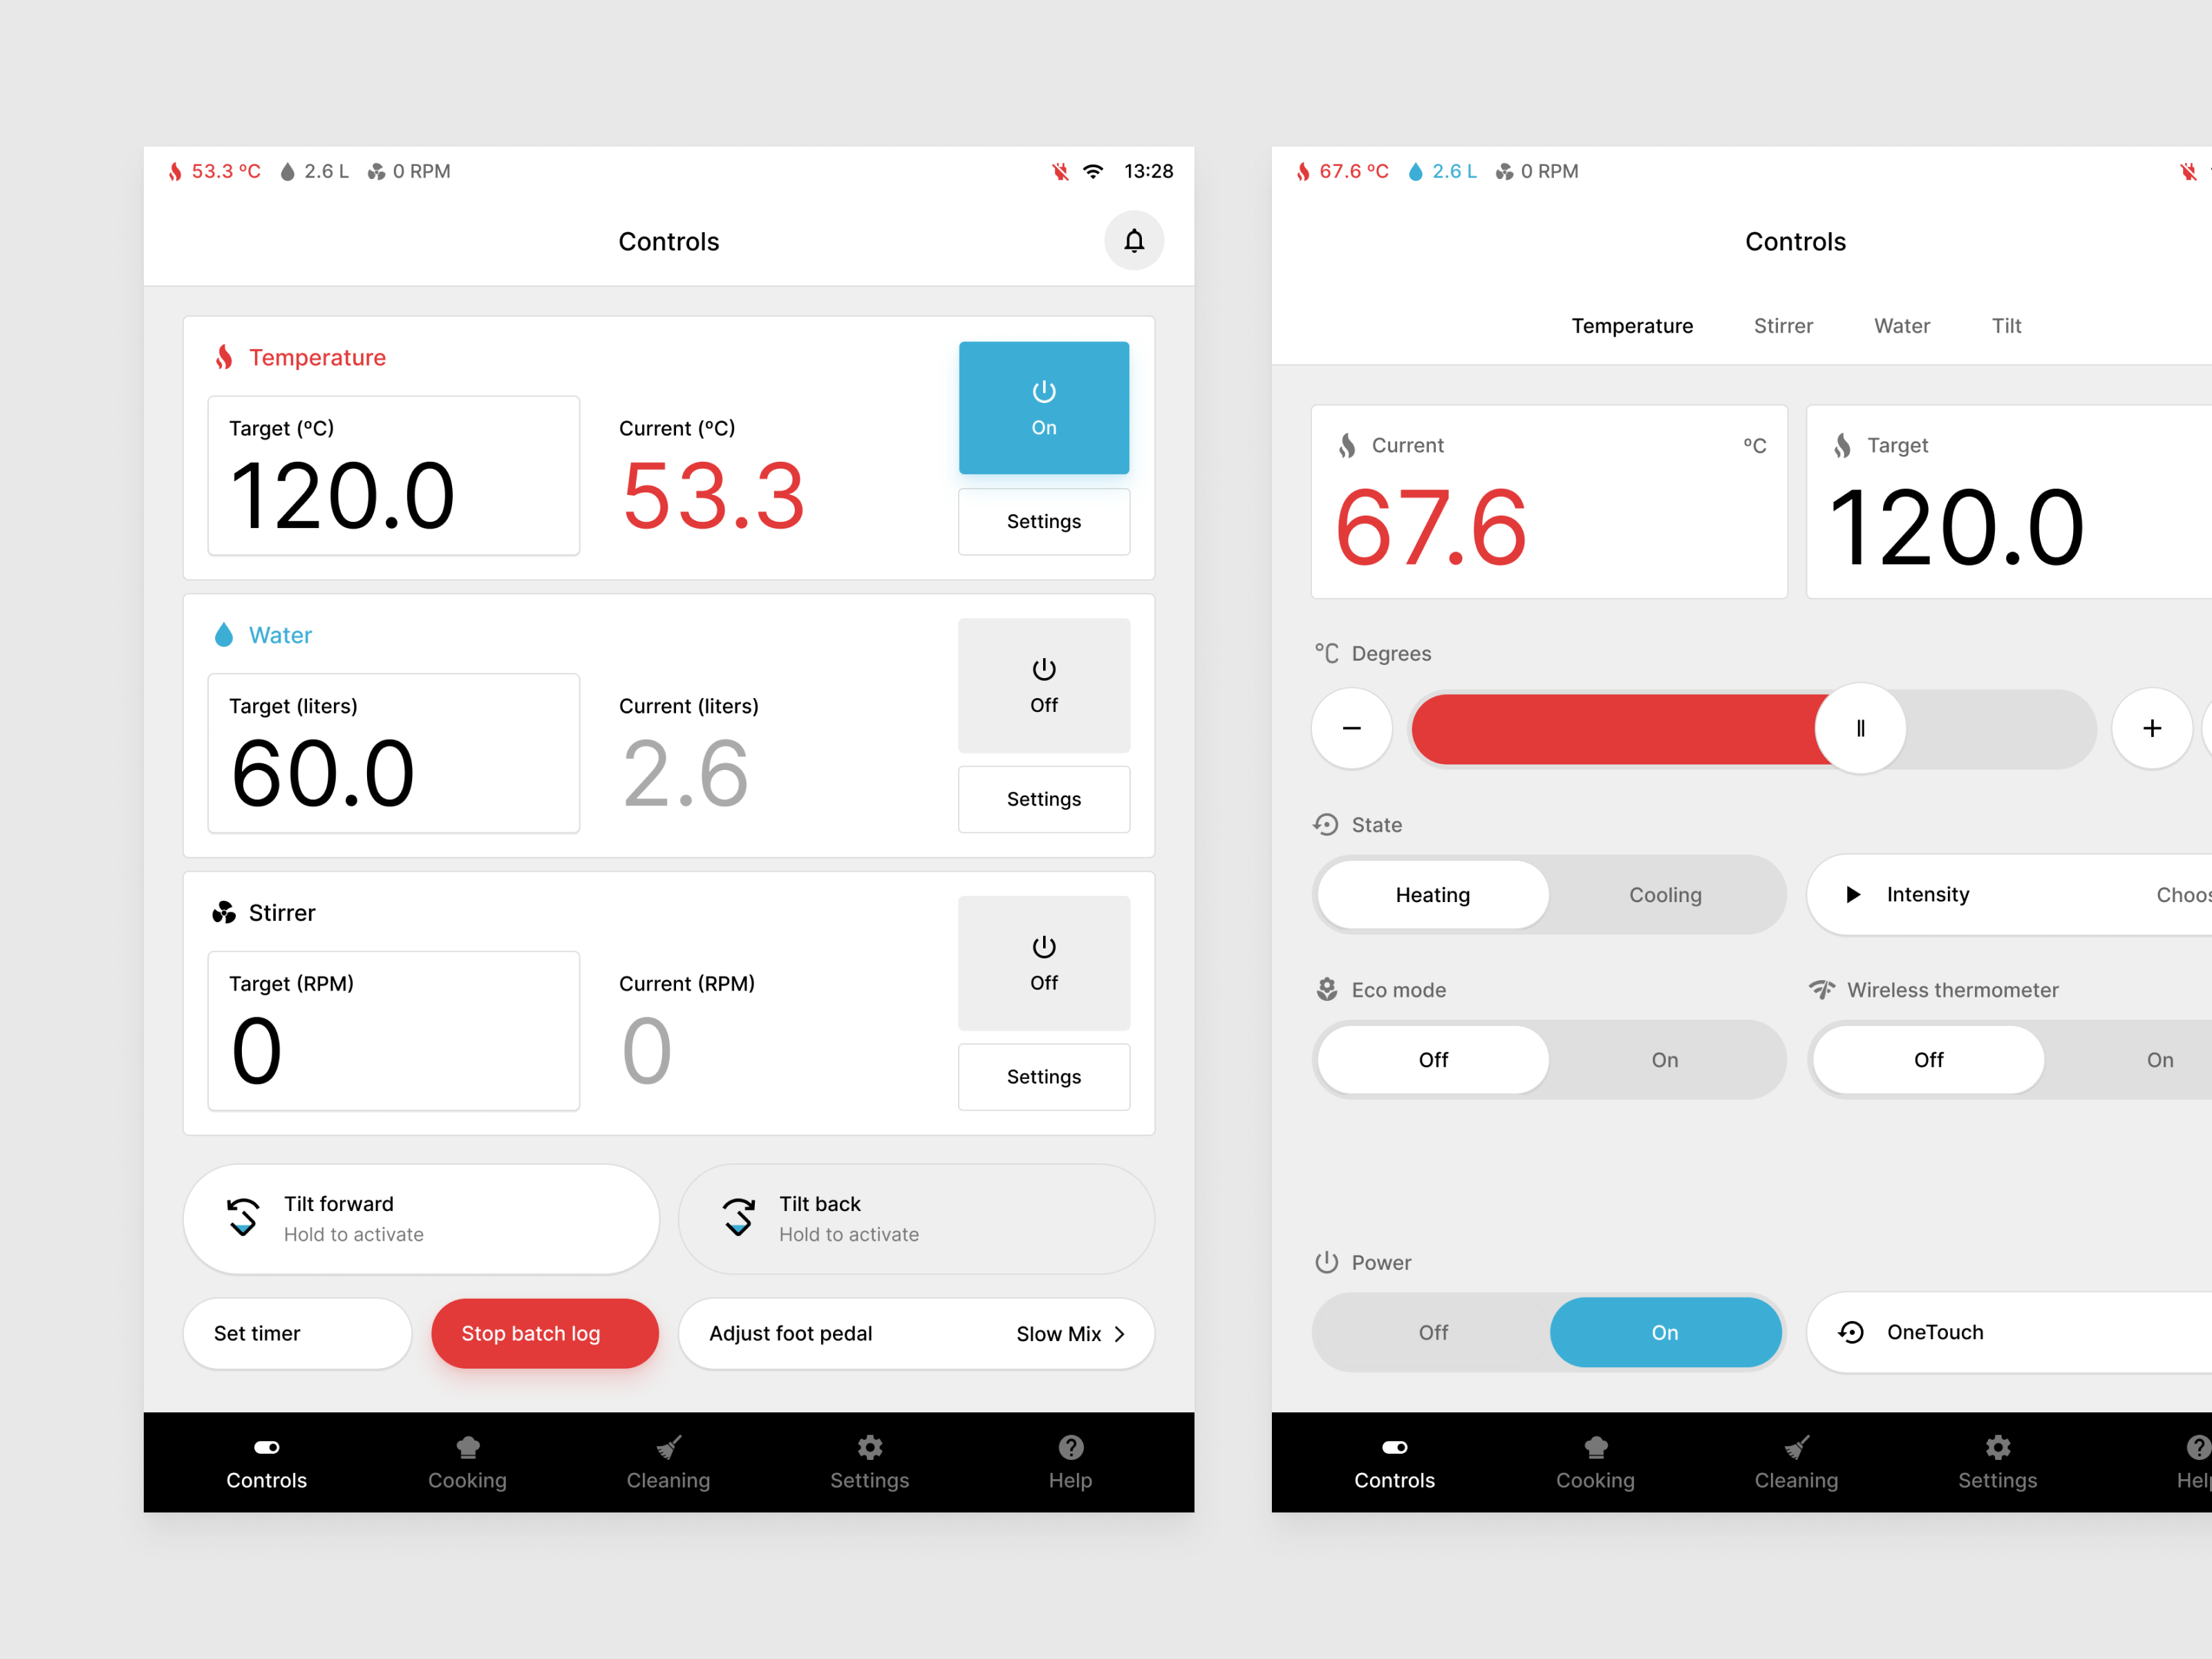 53.3 ºC 2.6 L 0 RPM 13:28
Controls
Temperature
Target (ºC)
120.0
Current (ºC)
53.3
On
Settings
Water
Target (liters)
60.0
Current (liters)
2.6
Off
Settings
Stirrer
Target (RPM)
0
Current (RPM)
0
Off
Settings
Tilt forward
Hold to activate
Tilt back
Hold to activate
Set timer
Stop batch log
Adjust foot pedal
Slow Mix
Controls
Cooking
Cleaning
Settings
Help
67.6 ºC 2.6 L 0 RPM
Controls
Temperature Stirrer Water Tilt
Current ºC
67.6
Target
120.0
°C Degrees
State
Heating Cooling
Intensity Choos
Eco mode
Off On
Wireless thermometer
Off On
Power
Off On
OneTouch
Controls
Cooking
Cleaning
Settings
Help